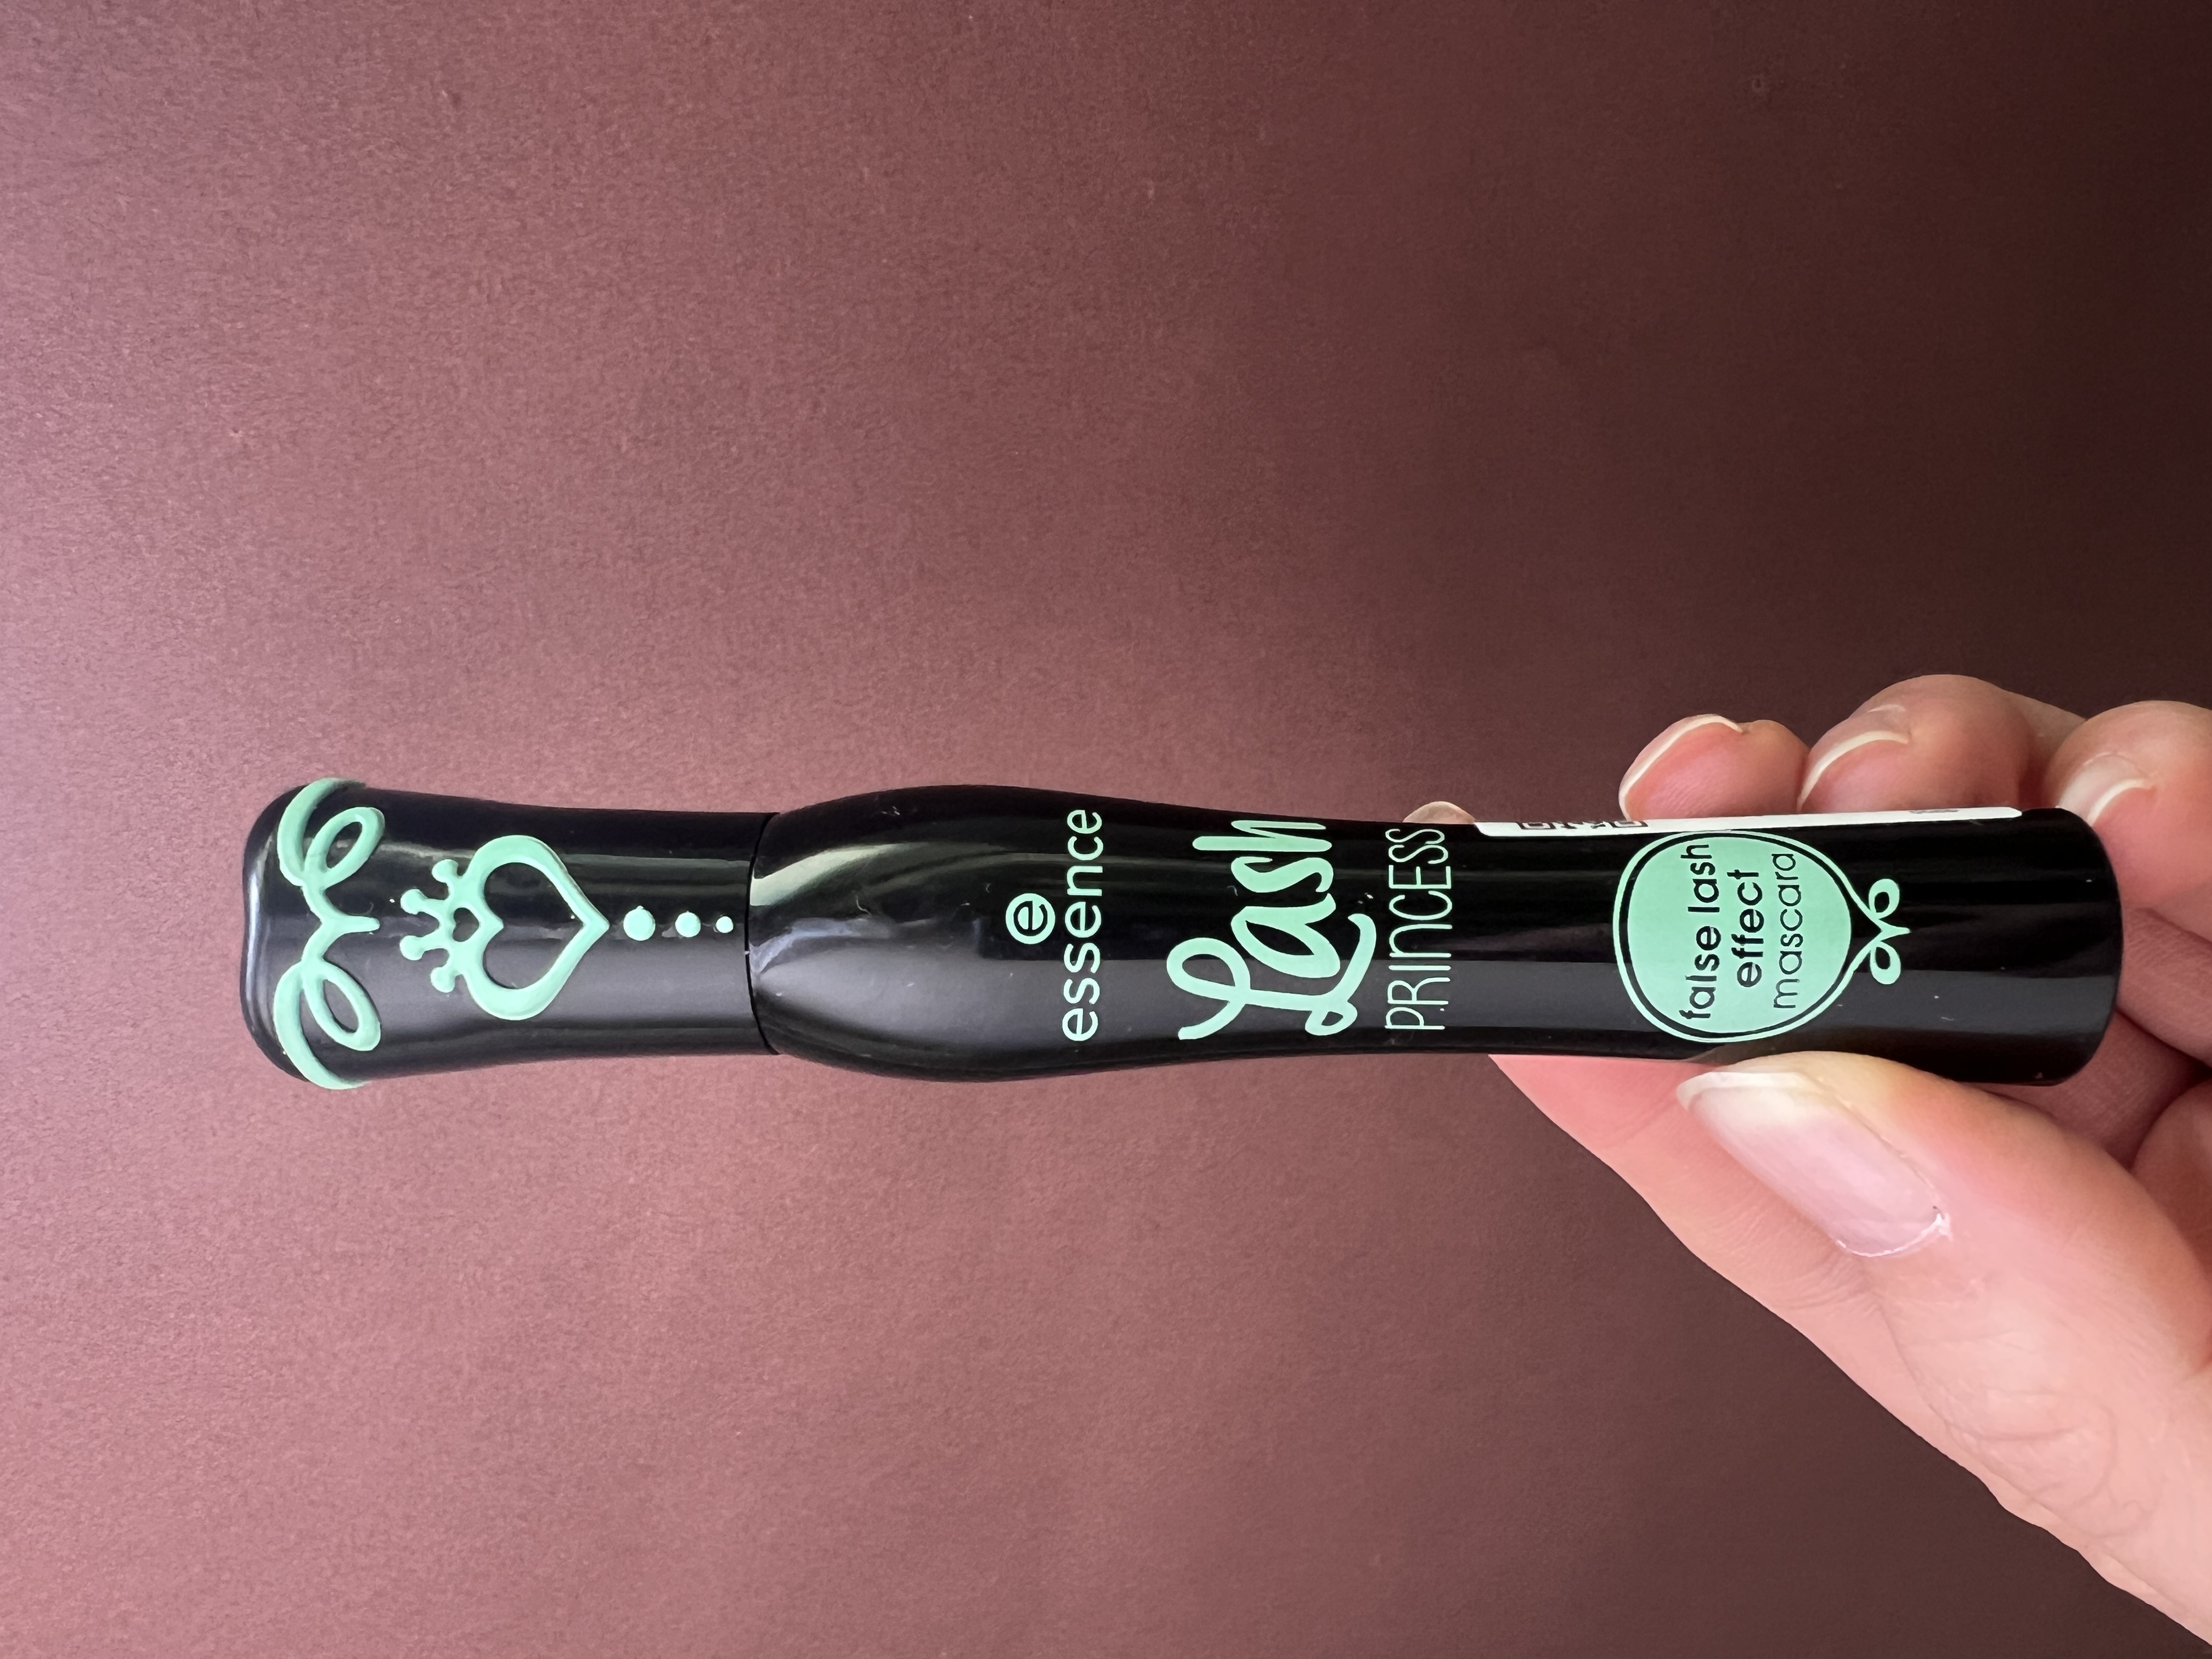 e
essence
Lash
PRINCESS
false lash
effect
mascara